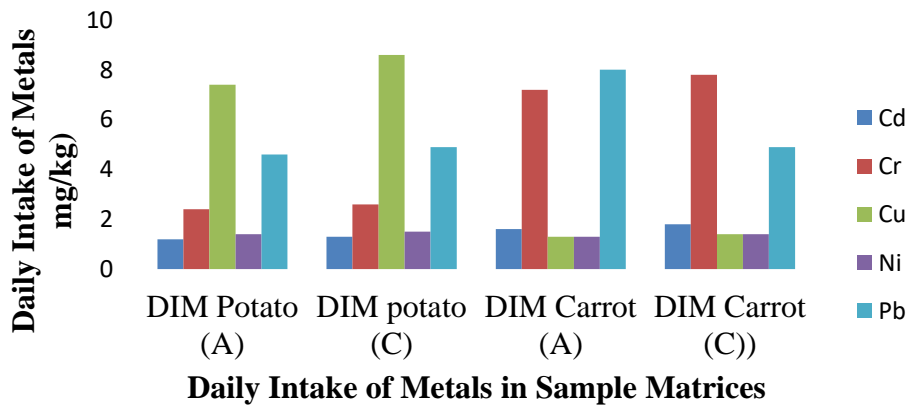 Daily Intake of Metals
mg/kg)
10
8
6
4
2
0
DIM Potato
(A)
DIM potato
(C)
DIM Carrot
(A)
DIM Carrot
(C))
Daily Intake of Metals in Sample Matrices
Cd
Cr
Cu
Ni
Pb